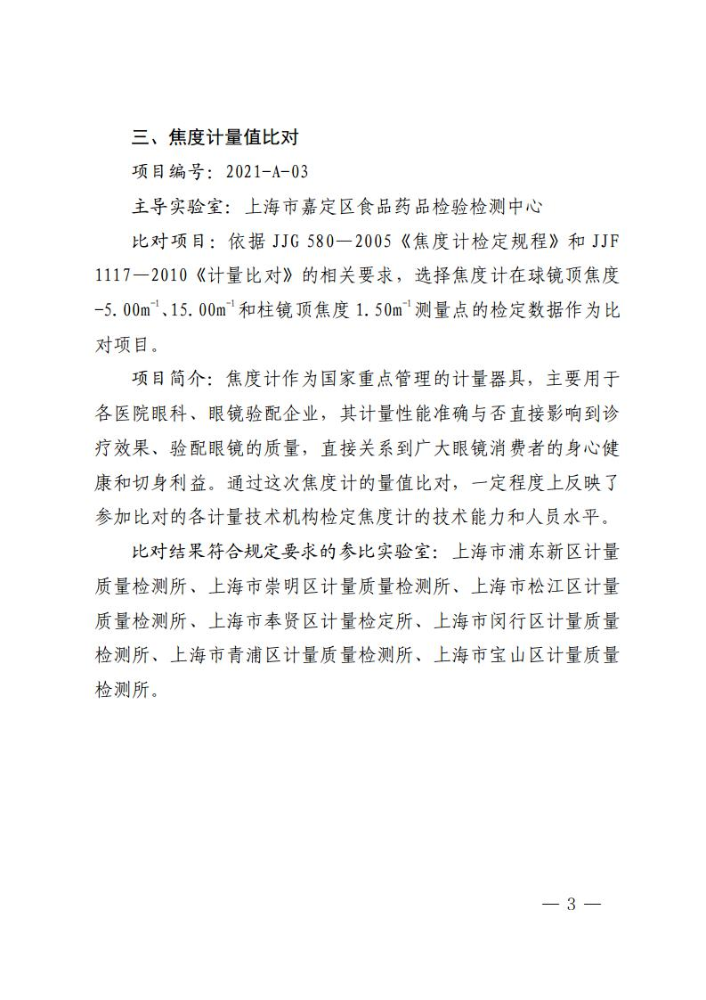 三、焦度计量值比对
项目编号：2021-A-03
主导实验室：上海市嘉定区食品药品检验检测中心
比对项目：依据 JJG 580—2005《焦度计检定规程》和 JJF
1117—2010《计量比对》的相关要求，选择焦度计在球镜顶焦度
-5.00m⁻¹、15.00m⁻¹和柱镜顶焦度 1.50m⁻¹测量点的检定数据作为比
对项目。
项目简介：焦度计作为国家重点管理的计量器具，主要用于
各医院眼科、眼镜验配企业，其计量性能准确与否直接影响到诊
疗效果、验配眼镜的质量，直接关系到广大眼镜消费者的身心健
康和切身利益。通过这次焦度计的量值比对，一定程度上反映了
参加比对的各计量技术机构检定焦度计的技术能力和人员水平。
比对结果符合规定要求的参比实验室：上海市浦东新区计量
质量检测所、上海市崇明区计量质量检测所、上海市松江区计量
质量检测所、上海市奉贤区计量检定所、上海市闵行区计量质量
检测所、上海市青浦区计量质量检测所、上海市宝山区计量质量
检测所。
— 3 —